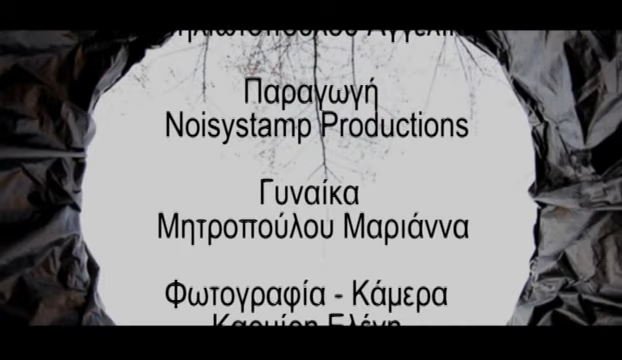 Παραγωγή
Noisystamp Productions
Γυναίκα
Μητροπούλου Μαριάννα
Φωτογραφία - Κάμερα